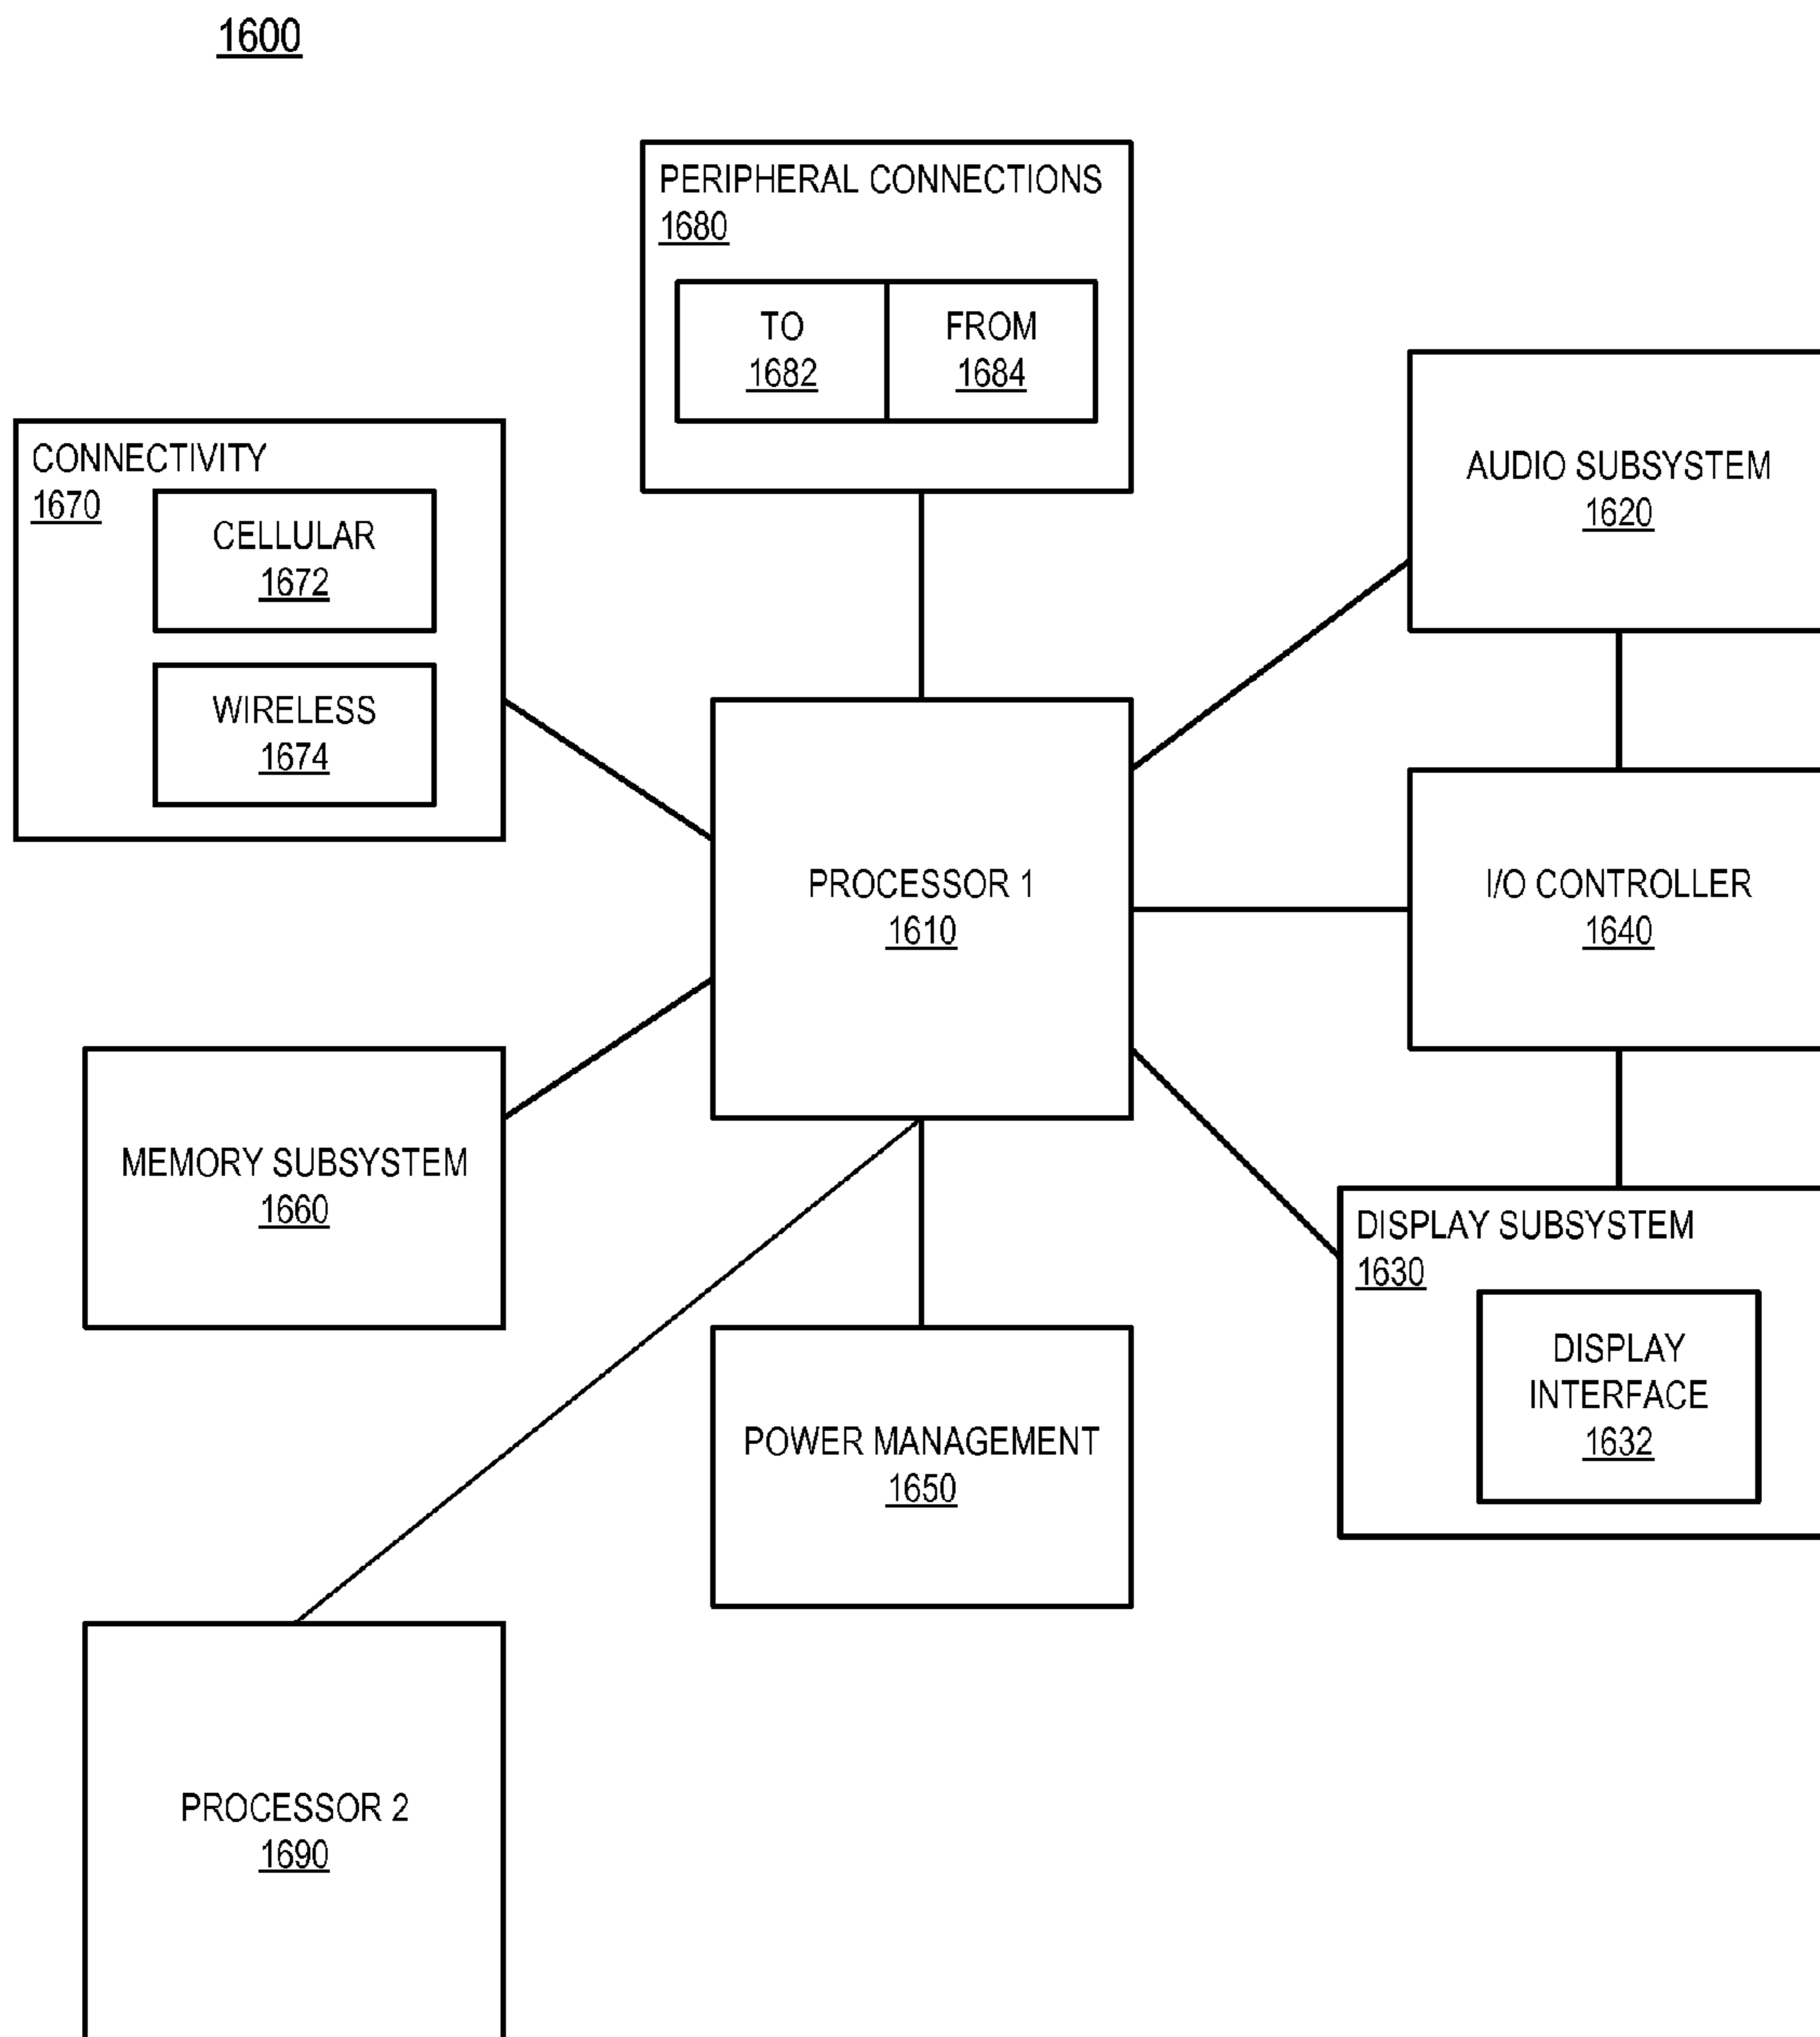 1600
PERIPHERAL CONNECTIONS
1680
TO
1682
FROM
1684
CONNECTIVITY
1670
CELLULAR
1672
WIRELESS
1674
AUDIO SUBSYSTEM
1620
PROCESSOR 1
1610
I/O CONTROLLER
1640
MEMORY SUBSYSTEM
1660
DISPLAY SUBSYSTEM
1630
DISPLAY
INTERFACE
1632
POWER MANAGEMENT
1650
PROCESSOR 2
1690